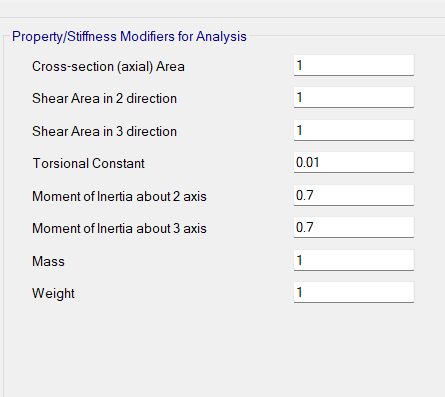 Property/Stiffness Modifiers for Analysis
Cross-section (axial) Area 1
Shear Area in 2 direction 1
Shear Area in 3 direction 1
Torsional Constant 0.01
Moment of Inertia about 2 axis 0.7
Moment of Inertia about 3 axis 0.7
Mass 1
Weight 1